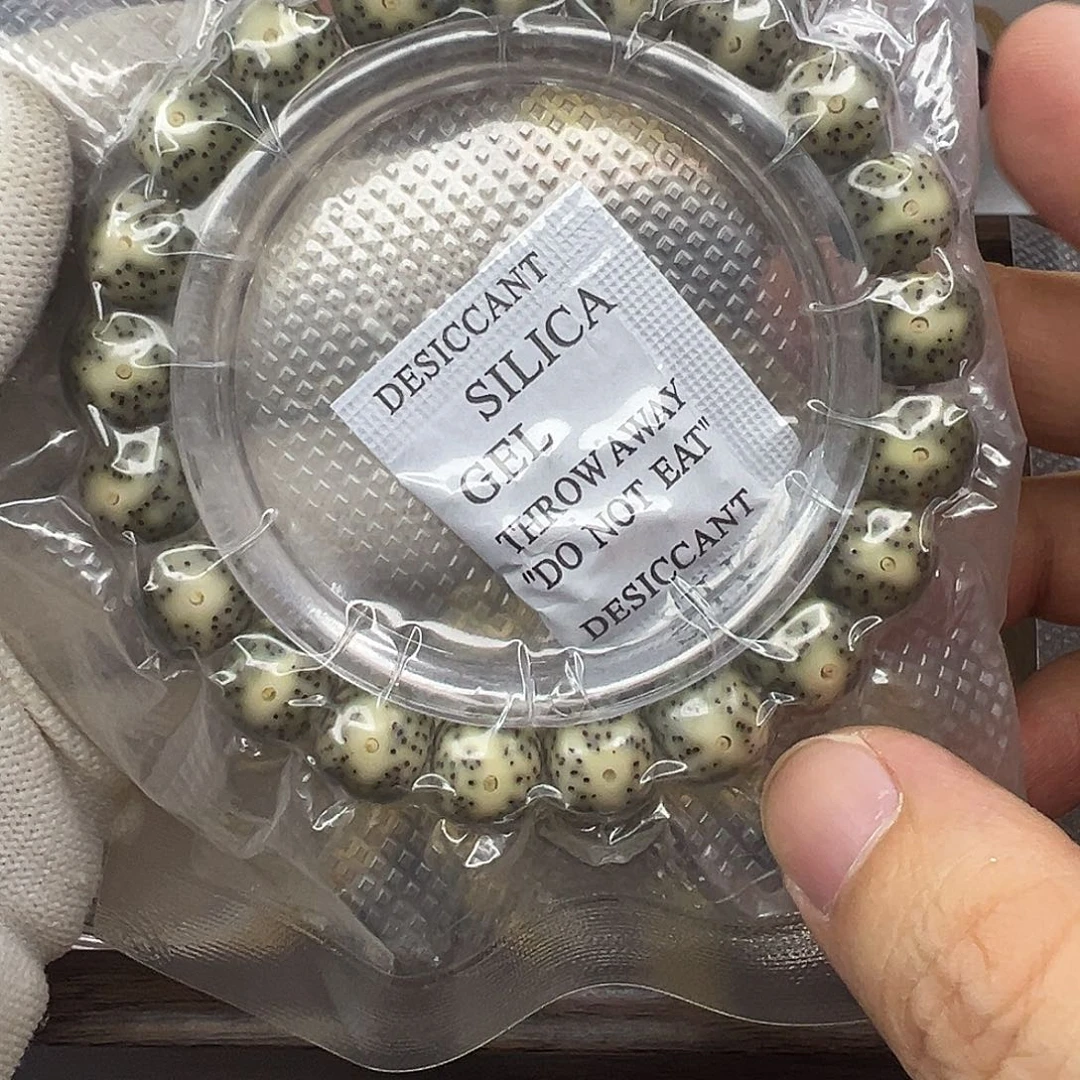 DESICCANT
SILICA
GEL
THROW AWAY
"DO NOT EAT"
DESICCANT